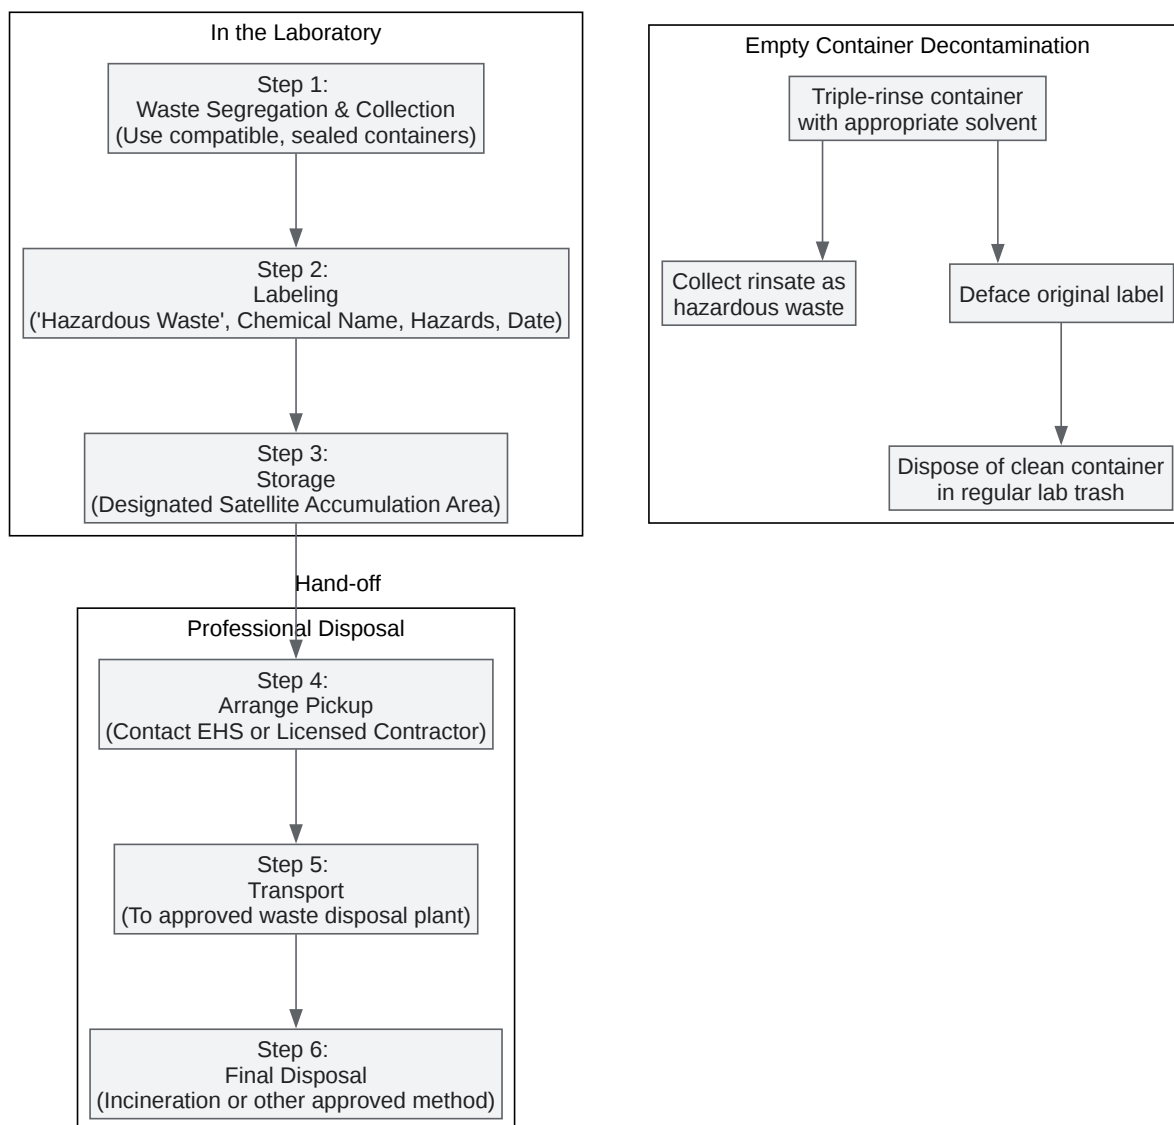 In the Laboratory
Step 1:
Waste Segregation & Collection
(Use compatible, sealed containers)
Step 2:
Labeling
('Hazardous Waste', Chemical Name, Hazards, Date)
Step 3:
Storage
(Designated Satellite Accumulation Area)
Hand-off
Professional Disposal
Step 4:
Arrange Pickup
(Contact EHS or Licensed Contractor)
Step 5:
Transport
(To approved waste disposal plant)
Step 6:
Final Disposal
(Incineration or other approved method)
Empty Container Decontamination
Triple-rinse container
with appropriate solvent
Collect rinsate as
hazardous waste
Deface original label
Dispose of clean container
in regular lab trash